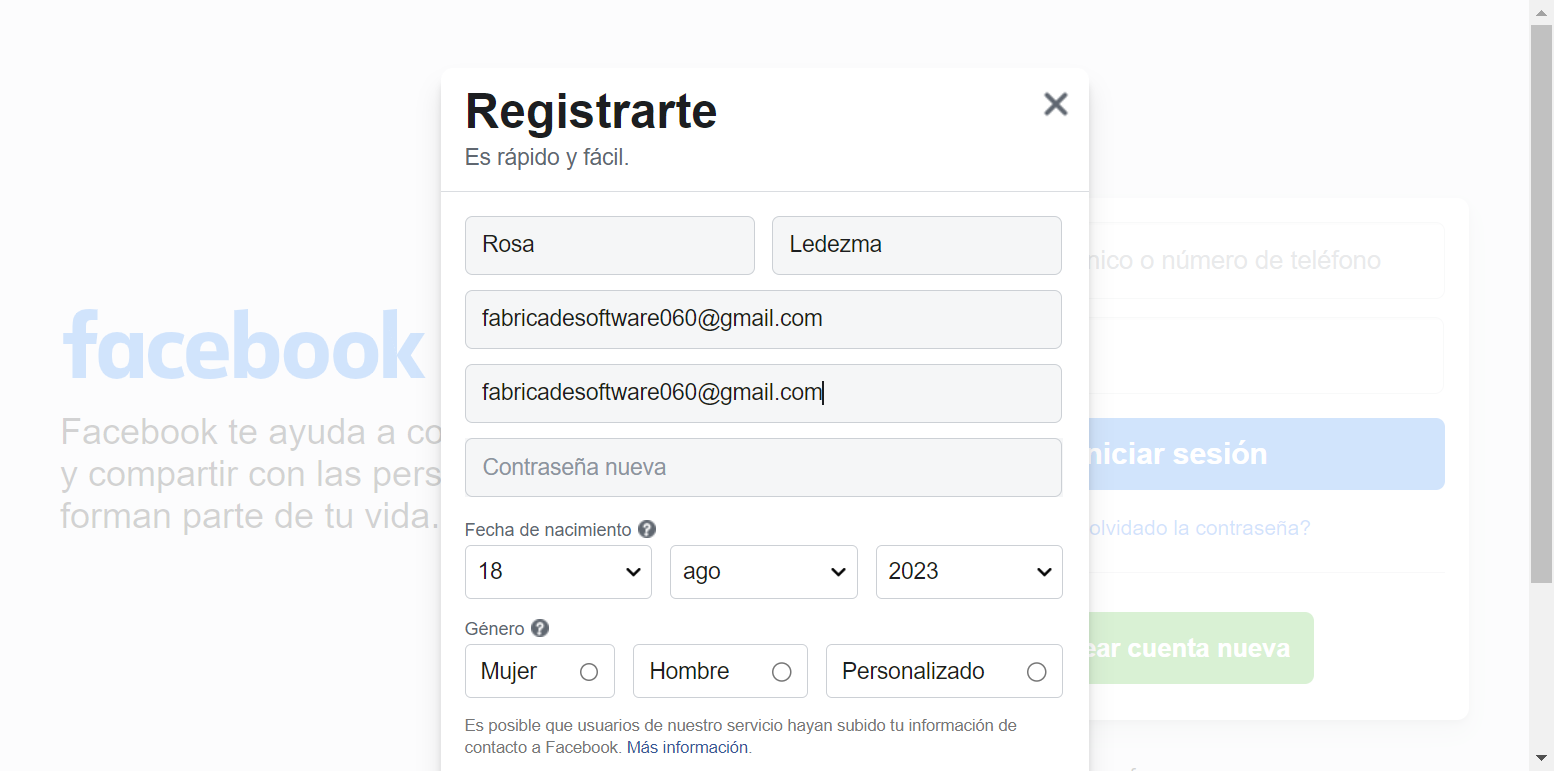 Registrarte
Es rápido y fácil.
Rosa
Ledezma
fabricadesoftware060@gmail.com
fabricadesoftware060@gmail.com
Contraseña nueva
Fecha de nacimiento
18
ago
2023
Género
Mujer
Hombre
Personalizado
Es posible que usuarios de nuestro servicio hayan subido tu información de
contacto a Facebook. Más información.
facebook
Facebook te ayuda a co
y compartir con las pers
forman parte de tu vida.
nico o número de teléfono
niciar sesión
olvidado la contraseña?
ear cuenta nueva